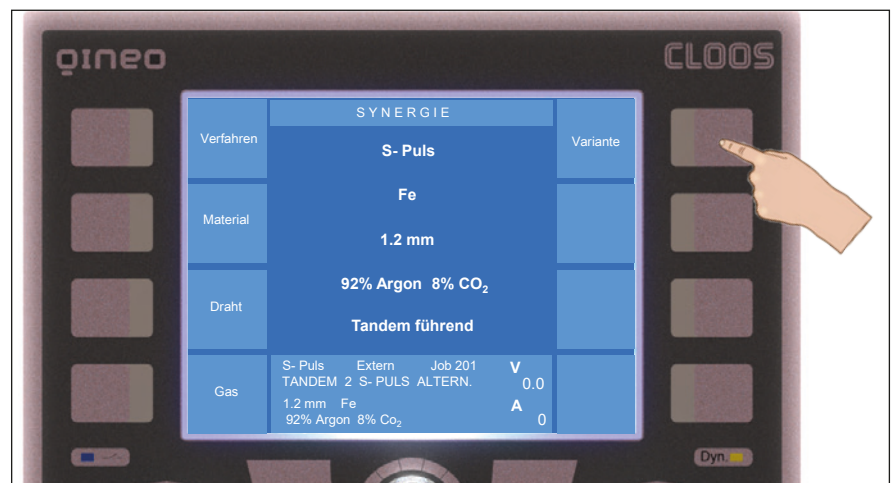 QINEO
CLOOS
SYNERGIE
Verfahren
S- Puls
Variante
Fe
Material
1.2 mm
92% Argon 8% CO₂
Draht
Tandem führend
Gas
S- Puls Extern Job 201 V
TANDEM 2 S- PULS ALTERN. 0.0
1.2 mm Fe A
92% Argon 8% Co₂ 0
Dyn.